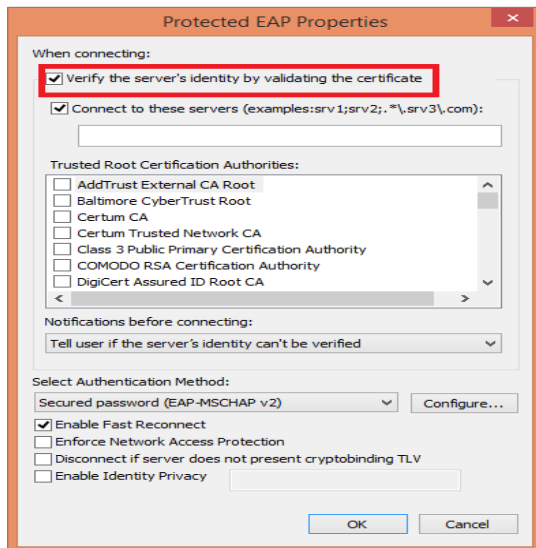 Protected EAP Properties
When connecting:
Verify the server's identity by validating the certificate
Connect to these servers (examples:srv1;srv2;.*\.srv3\.com):
Trusted Root Certification Authorities:
AddTrust External CA Root
Baltimore CyberTrust Root
Certum CA
Certum Trusted Network CA
Class 3 Public Primary Certification Authority
COMODO RSA Certification Authority
DigiCert Assured ID Root CA
Notifications before connecting:
Tell user if the server's identity can't be verified
Select Authentication Method:
Secured password (EAP-MSCHAP v2) Configure...
Enable Fast Reconnect
Enforce Network Access Protection
Disconnect if server does not present cryptobinding TLV
Enable Identity Privacy
OK Cancel